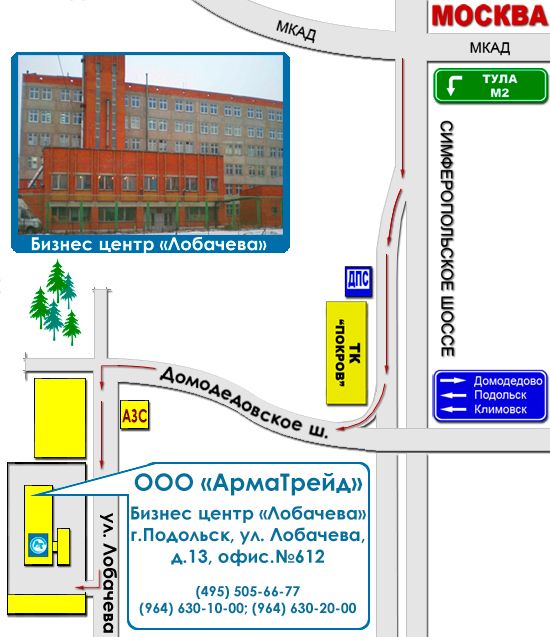 МОСКВА
МКАД
МКАД
ТУЛА
М2
СИМФЕРОПОЛЬСКОЕ ШОССЕ
Бизнес центр «Лобачева»
ДПС
ТК
"ПОКРОВ"
Домодедово
Подольск
Климовск
Домодедовское ш.
АЗС
ООО «АрмаТрейд»
Бизнес центр «Лобачева»
г.Подольск, ул. Лобачева,
д.13, офис.№612
(495) 505-66-77
(964) 630-10-00; (964) 630-20-00
ул. Лобачева